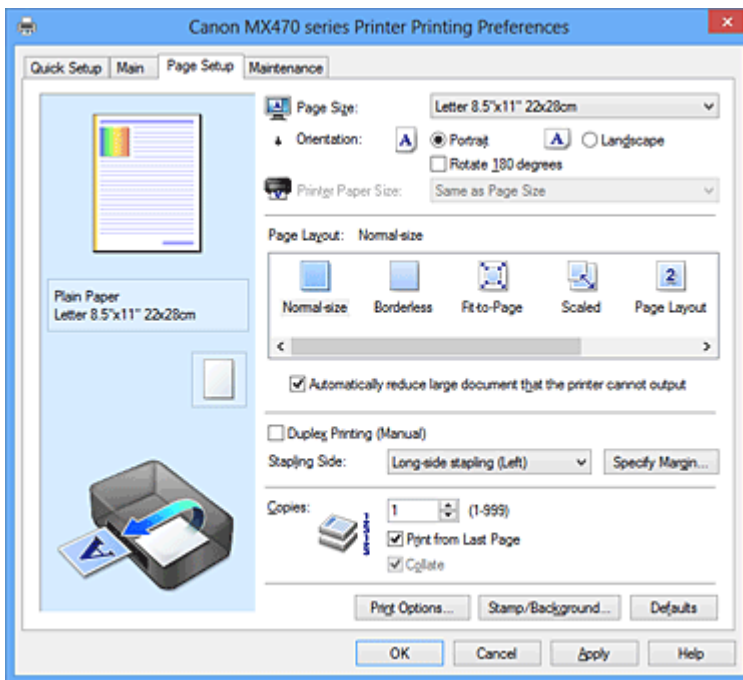 Canon MX470 series Printer Printing Preferences
Quick Setup Main Page Setup Maintenance
Page Size: Letter 8.5"x11" 22x28cm
Orientation: A Portrait A Landscape
Rotate 180 degrees
Printer Paper Size: Same as Page Size
Page Layout: Normal-size
Normal-size Borderless Fit-to-Page Scaled Page Layout
Plain Paper
Letter 8.5"x11" 22x28cm
Automatically reduce large document that the printer cannot output
Duplex Printing (Manual)
Stapling Side: Long-side stapling (Left) Specify Margin...
Copies: 1 (1-999)
Print from Last Page
Collate
Print Options... Stamp/Background... Defaults
OK Cancel Apply Help